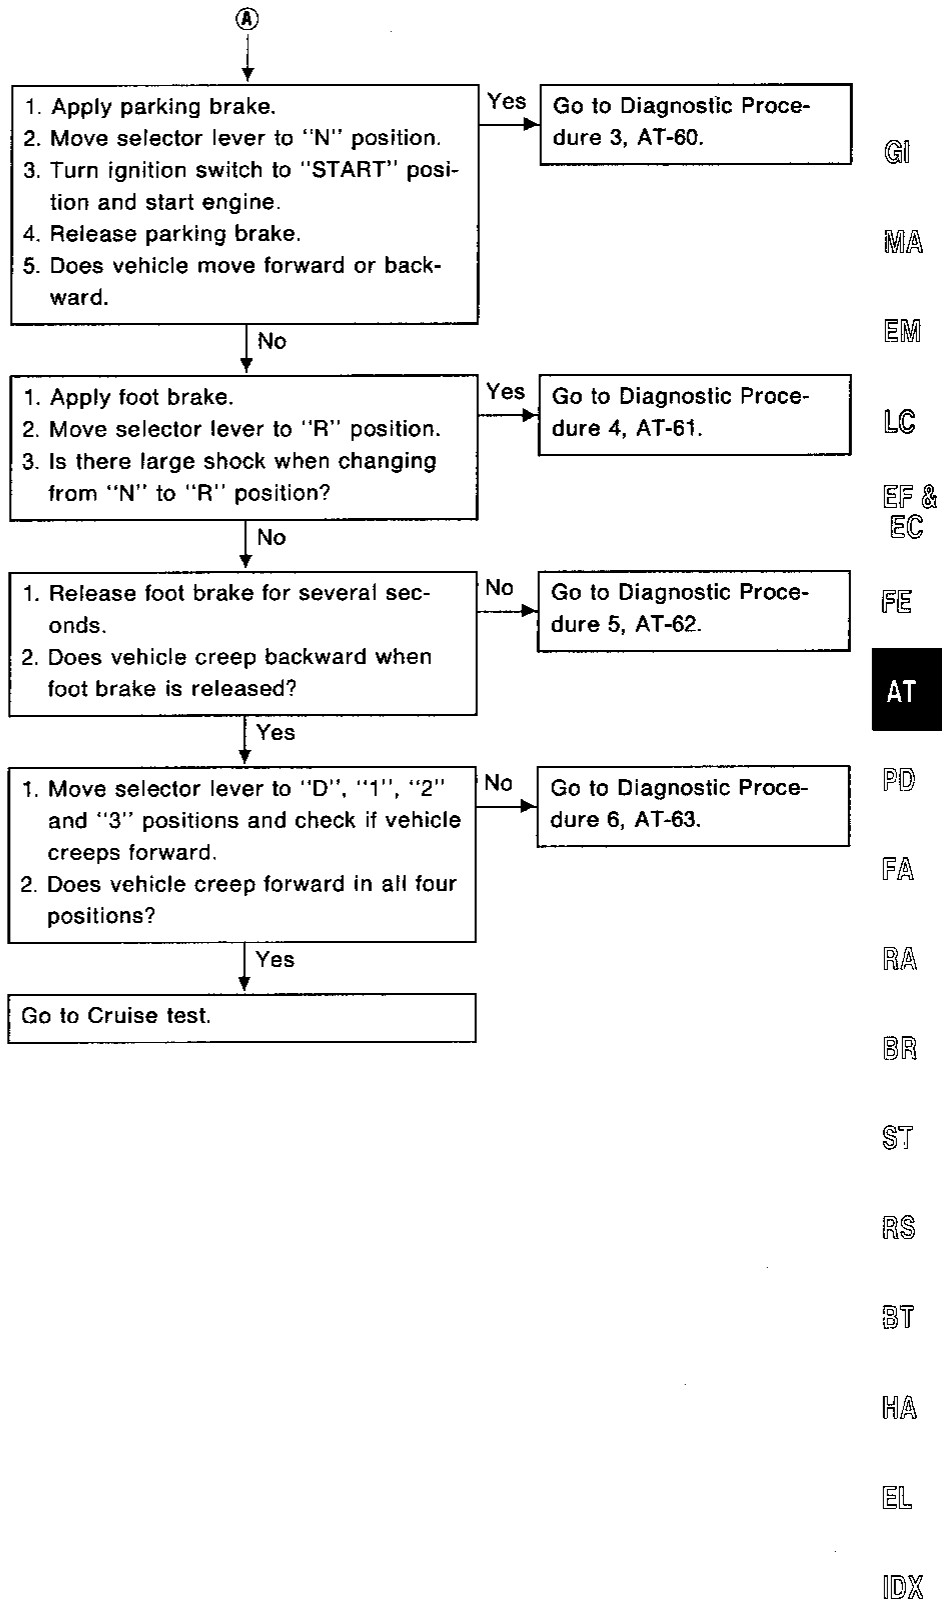 A
1. Apply parking brake.
2. Move selector lever to “N” position.
3. Turn ignition switch to “START” posi-
tion and start engine.
4. Release parking brake.
5. Does vehicle move forward or back-
ward.
Yes
Go to Diagnostic Proce-
dure 3, AT-60.
No
1. Apply foot brake.
2. Move selector lever to “R” position.
3. Is there large shock when changing
from “N” to “R” position?
Yes
Go to Diagnostic Proce-
dure 4, AT-61.
No
1. Release foot brake for several sec-
onds.
2. Does vehicle creep backward when
foot brake is released?
No
Go to Diagnostic Proce-
dure 5, AT-62.
Yes
1. Move selector lever to “D”, “1”, “2”
and “3” positions and check if vehicle
creeps forward.
2. Does vehicle creep forward in all four
positions?
No
Go to Diagnostic Proce-
dure 6, AT-63.
Yes
Go to Cruise test.
GI
MA
EM
LC
EF &
EC
FE
AT
PD
FA
RA
BR
ST
RS
BT
HA
EL
IDX